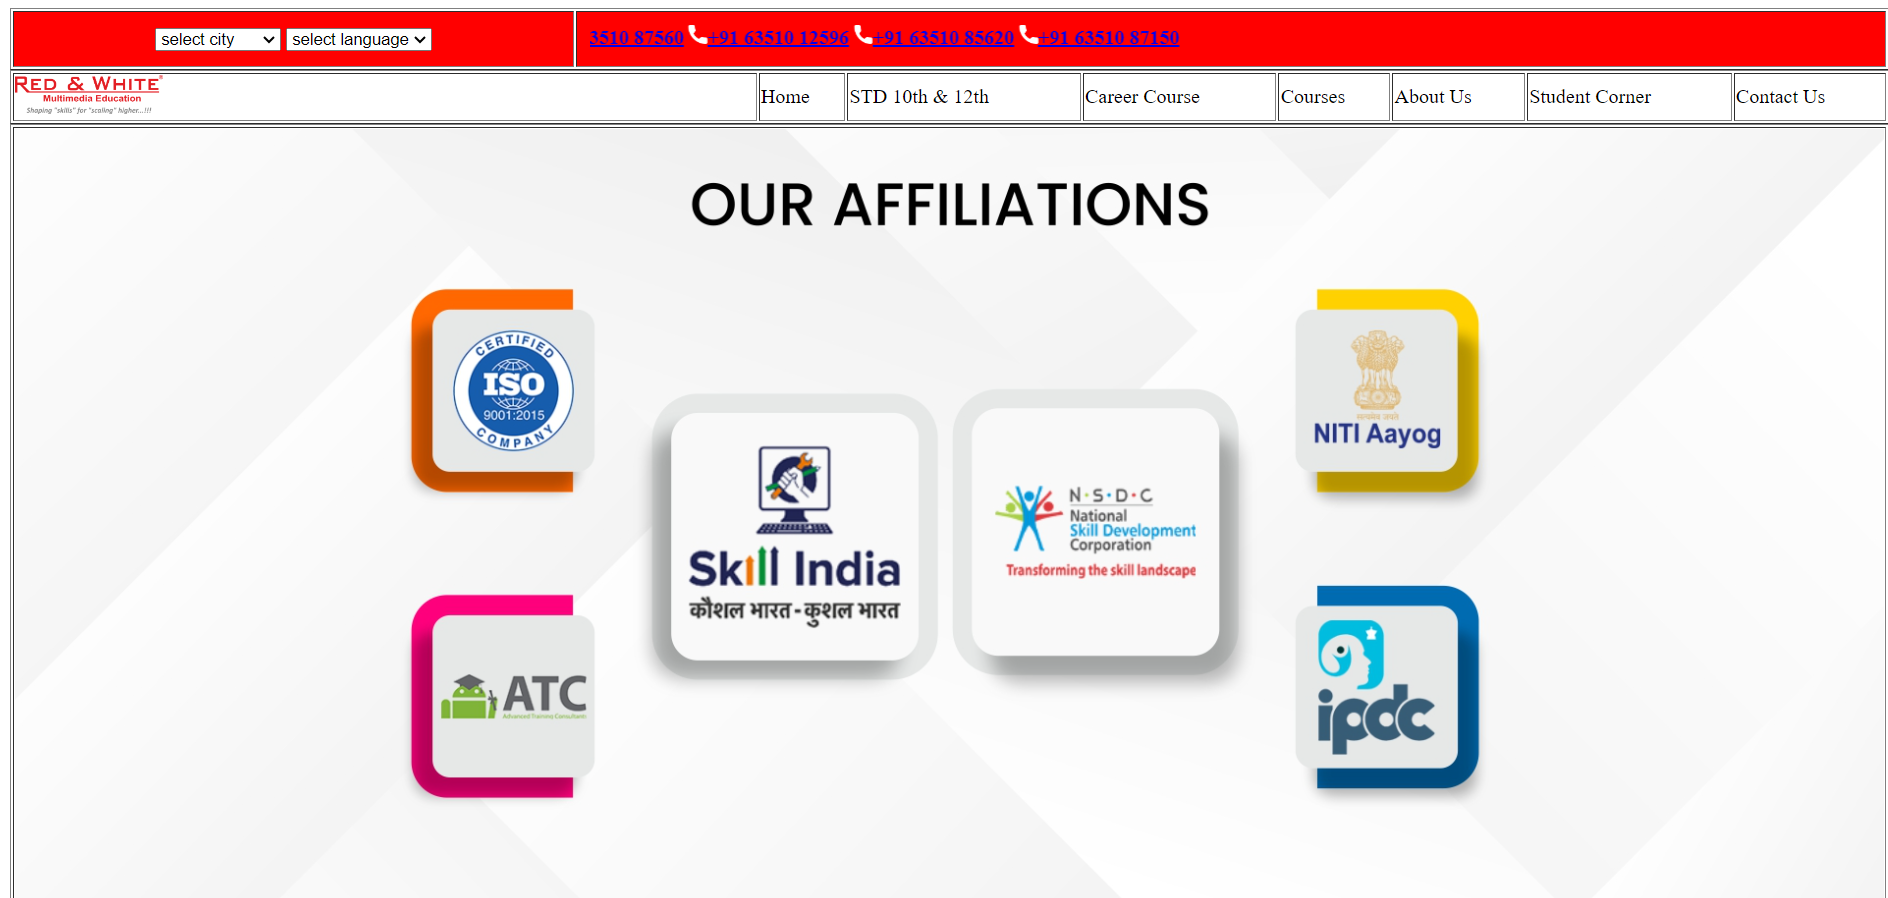 select city select language 3510 87560 +91 63510 12596 +91 63510 85620 +91 63510 87150
RED & WHITE
Multimedia Education
Shaping "skills" for "scaling" higher...!!!
Home STD 10th & 12th Career Course Courses About Us Student Corner Contact Us
OUR AFFILIATIONS
CERTIFIED
ISO
9001:2015
COMPANY
सत्यमेव जयते
NITI Aayog
Skill India
कौशल भारत - कुशल भारत
N·S·D·C
National
Skill Development
Corporation
Transforming the skill landscape
ATC
Advanced Training Consultants
ipdc